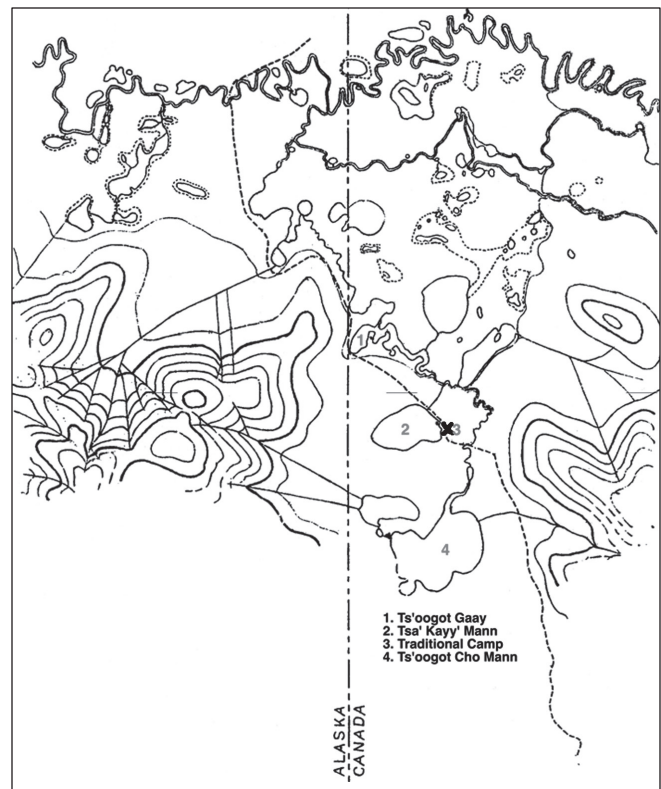 1
2
3
4
1. Ts'oogot Gaay
2. Tsa' Kayy' Mann
3. Traditional Camp
4. Ts'oogot Cho Mann
ALASKA
CANADA